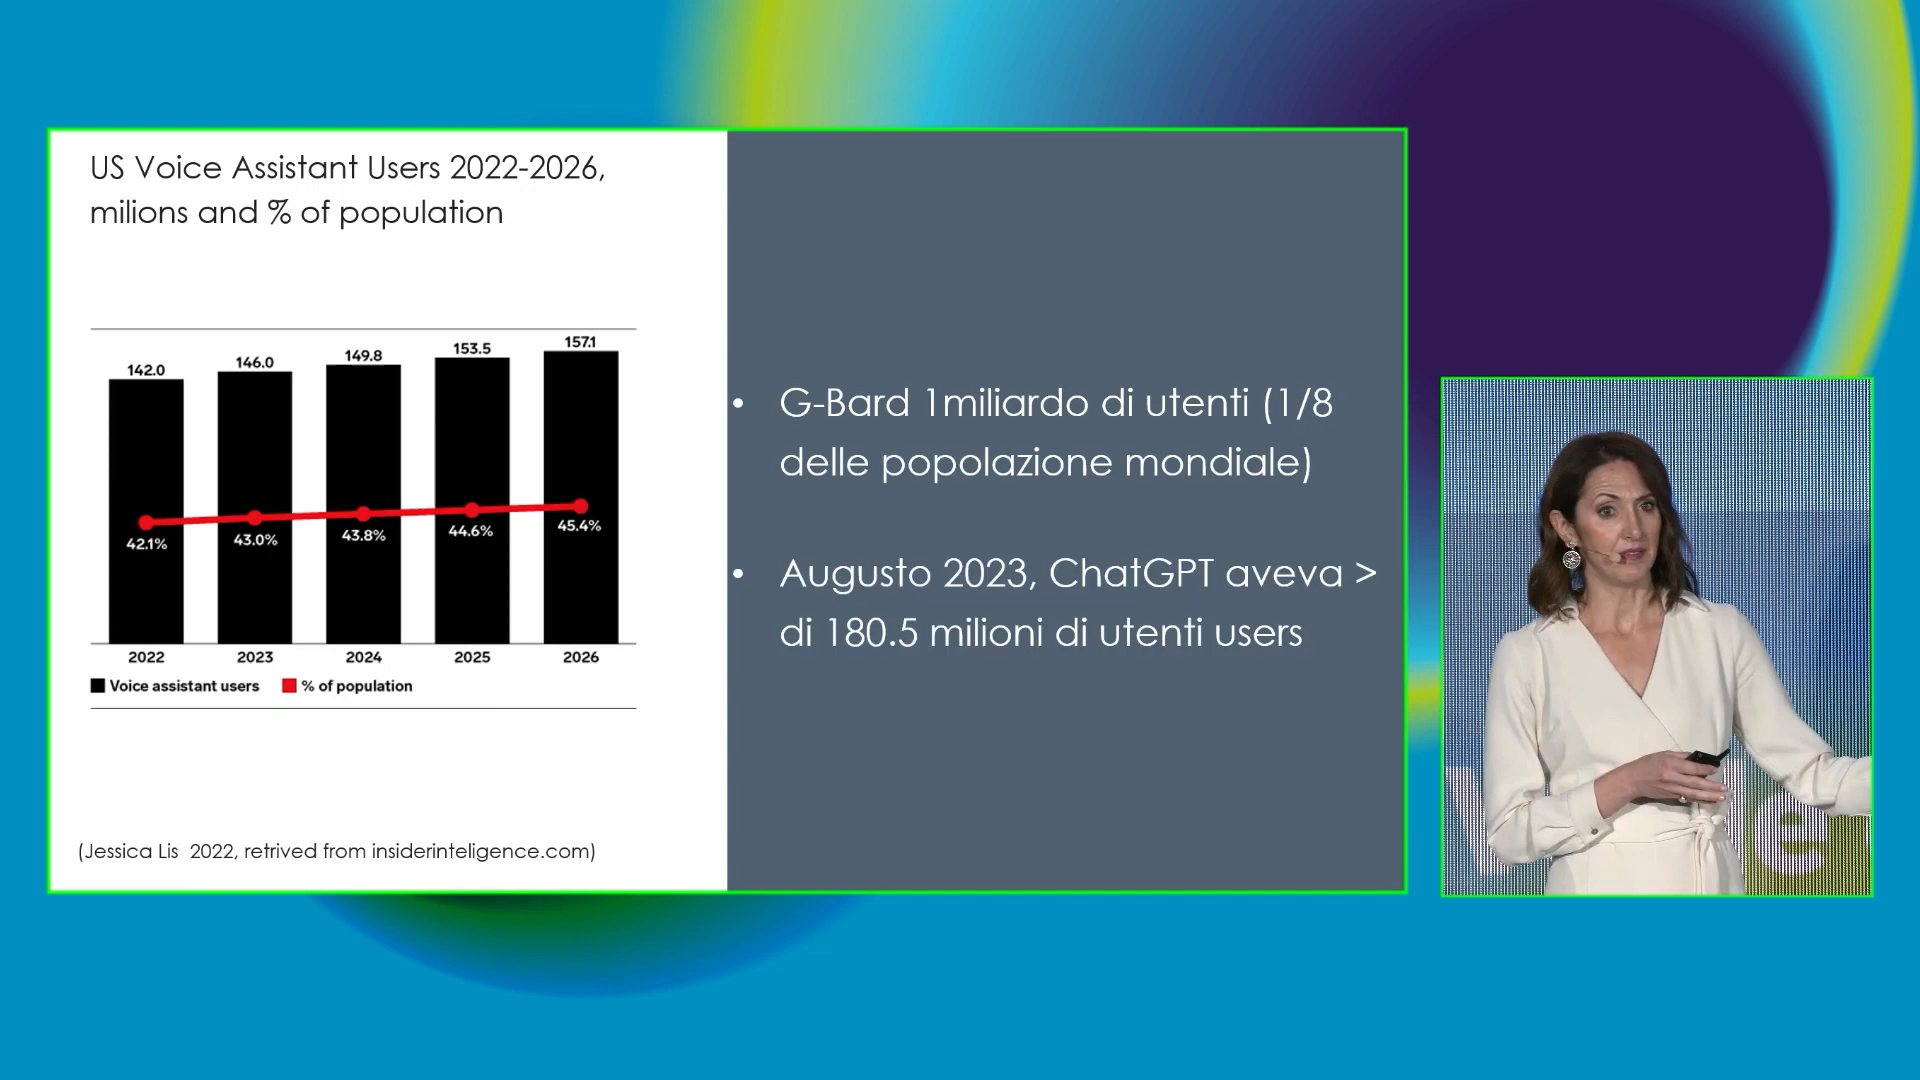 US Voice Assistant Users 2022-2026,
milions and % of population
142.0
146.0
149.8
153.5
157.1
42.1%
43.0%
43.8%
44.6%
45.4%
2022
2023
2024
2025
2026
Voice assistant users
% of population
(Jessica Lis 2022, retrived from insiderinteligence.com)
• G-Bard 1miliardo di utenti (1/8
delle popolazione mondiale)
• Augusto 2023, ChatGPT aveva >
di 180.5 milioni di utenti users